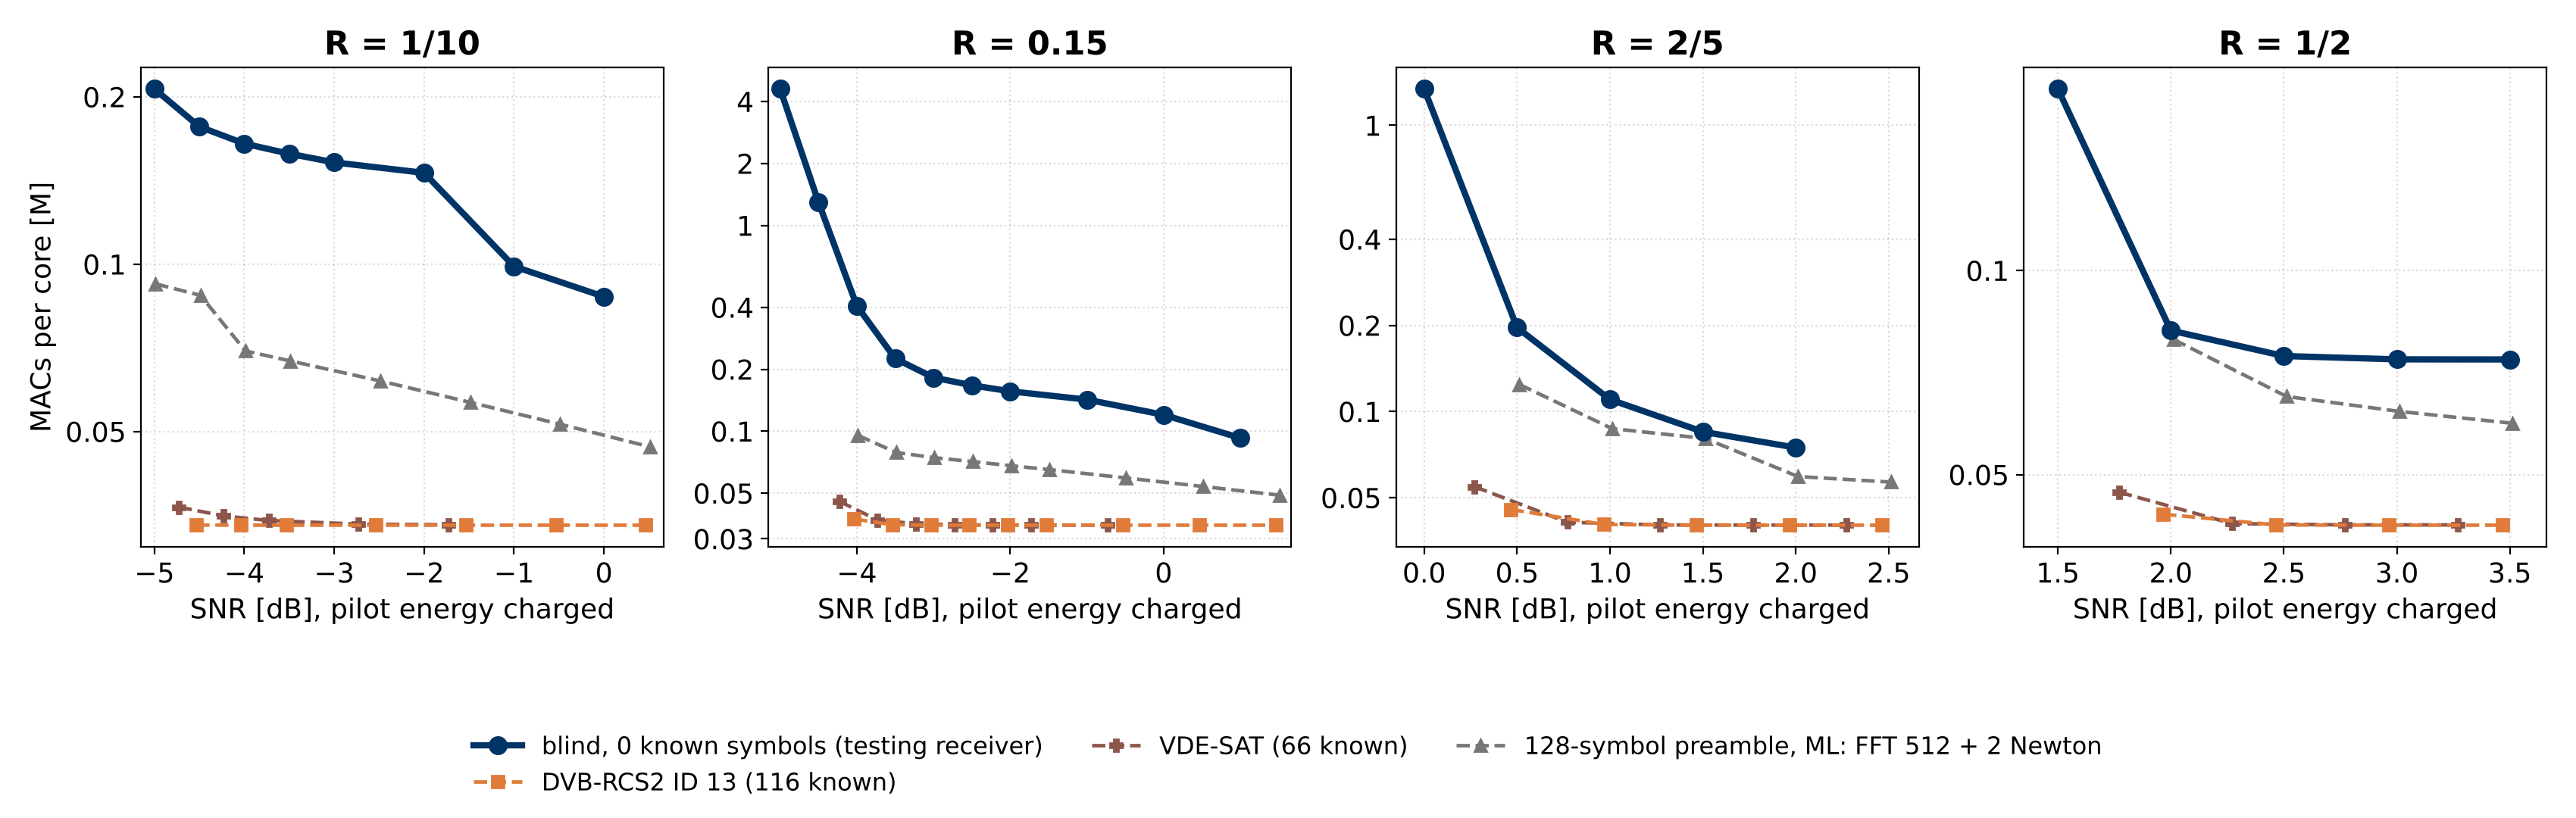 R = 1/10
R = 0.15
R = 2/5
R = 1/2
MACs per core [M]
0.2
0.1
0.05
−5 −4 −3 −2 −1 0
SNR [dB], pilot energy charged
4
2
1
0.4
0.2
0.1
0.05
0.03
−4 −2 0
SNR [dB], pilot energy charged
1
0.4
0.2
0.1
0.05
0.0 0.5 1.0 1.5 2.0 2.5
SNR [dB], pilot energy charged
0.1
0.05
1.5 2.0 2.5 3.0 3.5
SNR [dB], pilot energy charged
blind, 0 known symbols (testing receiver)
DVB-RCS2 ID 13 (116 known)
VDE-SAT (66 known)
128-symbol preamble, ML: FFT 512 + 2 Newton